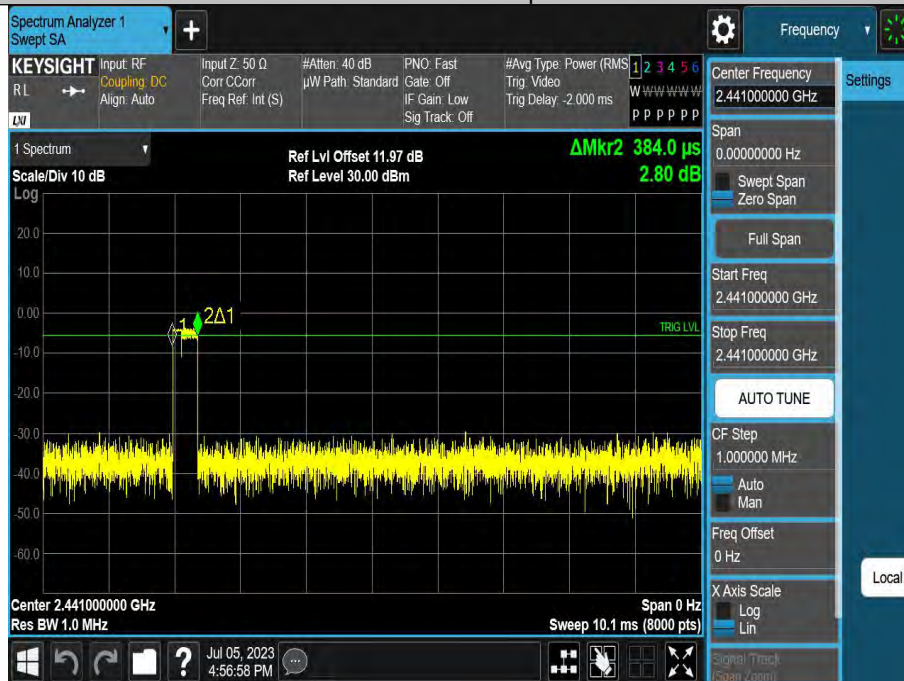 Spectrum Analyzer 1
Swept SA
+
Frequency
KEYSIGHT
RL
LXI
Input: RF
Coupling: DC
Align: Auto
Input Z: 50 Ω
Corr CCorr
Freq Ref: Int (S)
#Atten: 40 dB
µW Path: Standard
PNO: Fast
Gate: Off
IF Gain: Low
Sig Track: Off
#Avg Type: Power (RMS
Trig: Video
Trig Delay: -2.000 ms
1 2 3 4 5 6
W W W W W W
P P P P P P
1 Spectrum
Scale/Div 10 dB
Log
Ref Lvl Offset 11.97 dB
Ref Level 30.00 dBm
ΔMkr2 384.0 µs
2.80 dB
20.0
10.0
0.00
-10.0
-20.0
-30.0
-40.0
-50.0
-60.0
1
2Δ1
TRIG LVL
Center 2.441000000 GHz
Res BW 1.0 MHz
Span 0 Hz
Sweep 10.1 ms (8000 pts)
Center Frequency
2.441000000 GHz
Settings
Span
0.00000000 Hz
Swept Span
Zero Span
Full Span
Start Freq
2.441000000 GHz
Stop Freq
2.441000000 GHz
AUTO TUNE
CF Step
1.000000 MHz
Auto
Man
Freq Offset
0 Hz
X Axis Scale
Log
Lin
Signal Track
(Span Zoom)
Local
?
Jul 05, 2023
4:56:58 PM